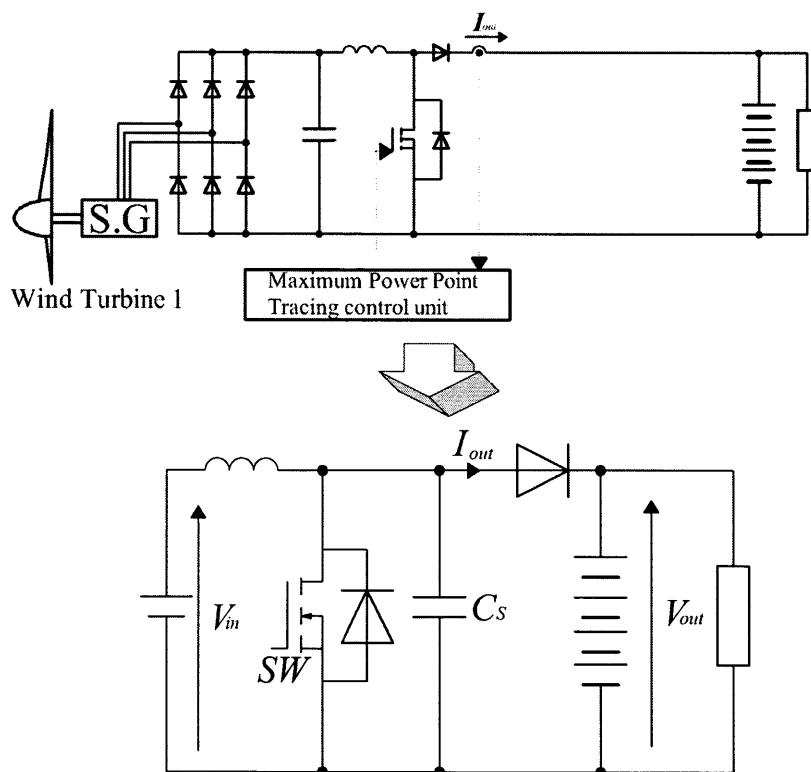 Iout
S.G
Wind Turbine 1
Maximum Power Point
Tracing control unit
Iout
Vin
SW
Cs
Vout